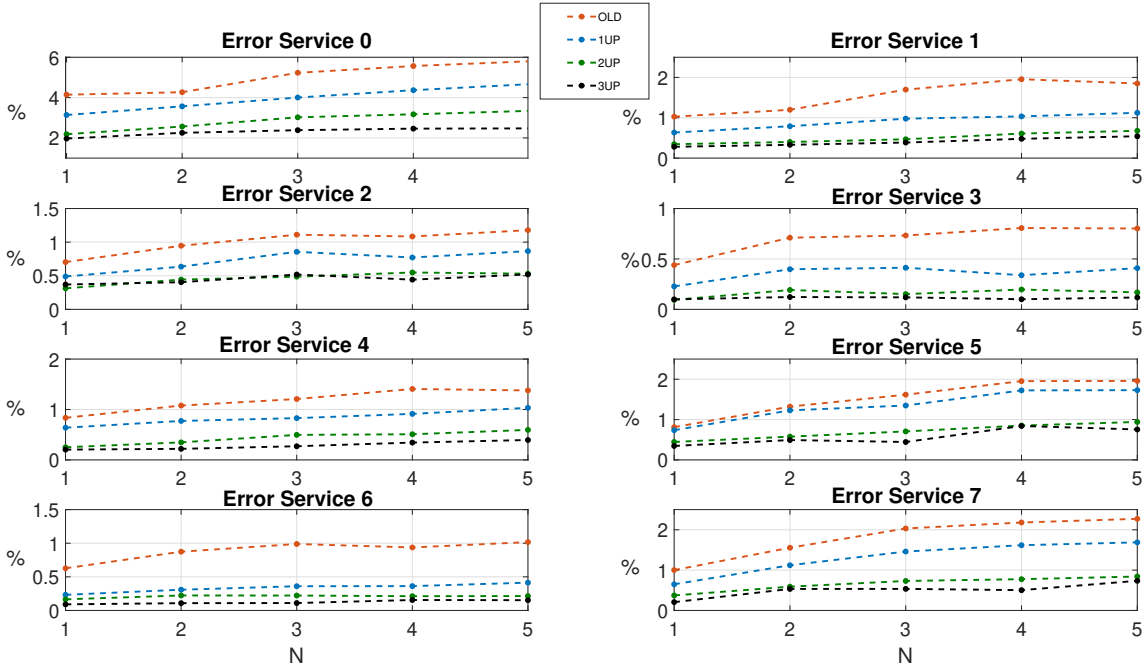 OLD
1UP
2UP
3UP
Error Service 0
%
6
4
2
1 2 3 4 5
Error Service 1
%
2
1
0
1 2 3 4 5
Error Service 2
%
1.5
1
0.5
0
1 2 3 4 5
Error Service 3
%
1
0.5
0
1 2 3 4 5
Error Service 4
%
2
1
0
1 2 3 4 5
Error Service 5
%
2
1
0
1 2 3 4 5
Error Service 6
%
1.5
1
0.5
0
1 2 3 4 5
N
Error Service 7
%
2
1
0
1 2 3 4 5
N